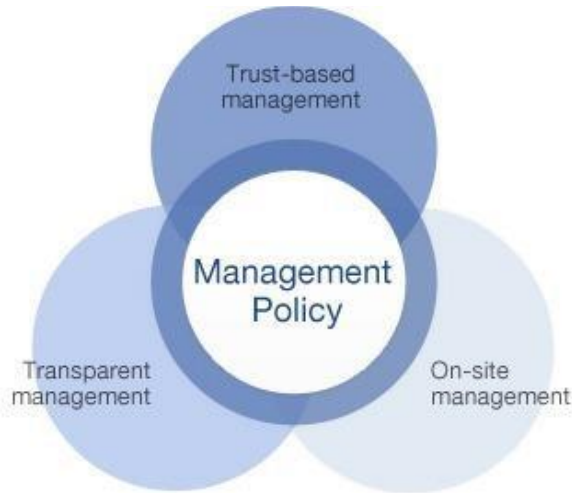 Trust-based
management
Management
Policy
Transparent
management
On-site
management